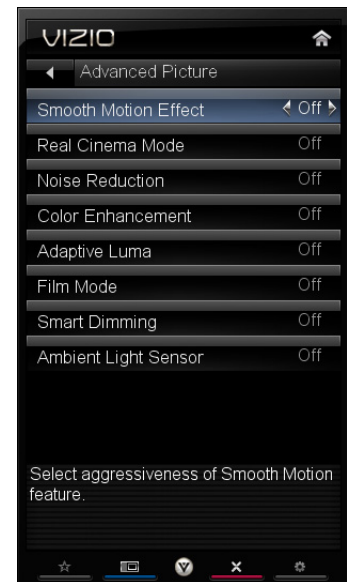 VIZIO
Advanced Picture
Smooth Motion Effect Off
Real Cinema Mode Off
Noise Reduction Off
Color Enhancement Off
Adaptive Luma Off
Film Mode Off
Smart Dimming Off
Ambient Light Sensor Off
Select aggressiveness of Smooth Motion
feature.
V